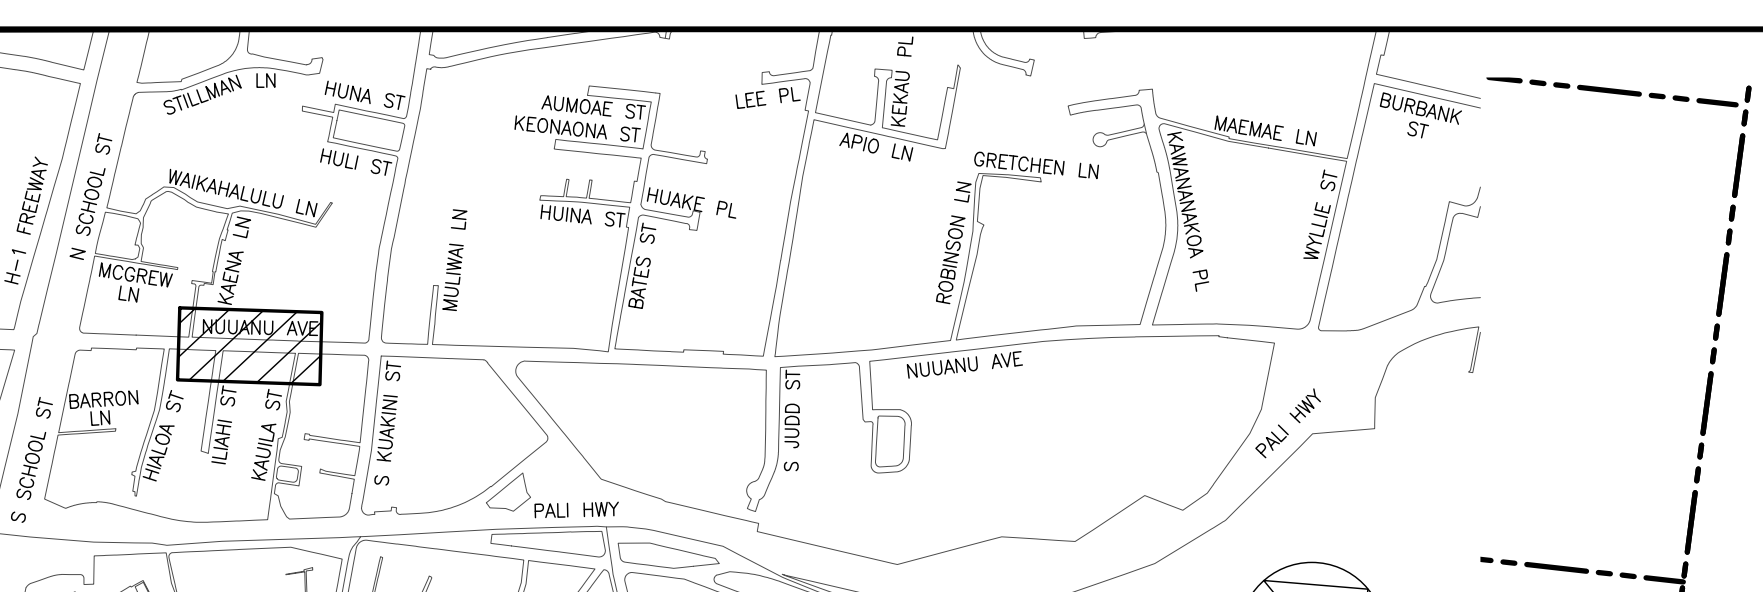 KEKAU PL
STILLMAN LN
HUNA ST
AUMOAE ST
LEE PL
BURBANK
ST
KEONAONA ST
MAEMAE LN
APIO LN
HULI ST
H-1 FREEWAY
N SCHOOL ST
WAIKAHALULU LN
GRETCHEN LN
KAWANANAKOA PL
HUAKE PL
HUINA ST
ROBINSON LN
WYLLIE ST
KAENA LN
MULIWAI LN
BATES ST
MCGREW
LN
NUUANU AVE
NUUANU AVE
BARRON
LN
S SCHOOL ST
HIALOA ST
ILIAHI ST
KAUILA ST
S KUAKINI ST
S JUDD ST
PALI HWY
PALI HWY